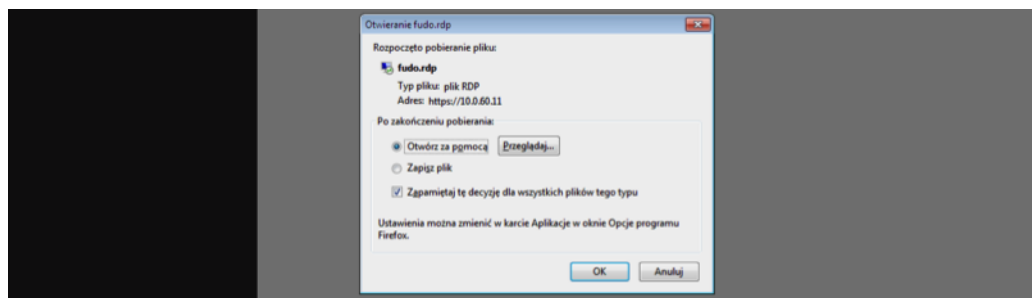 Otwieranie fudo.rdp
Rozpoczęto pobieranie pliku:
fudo.rdp
Typ pliku: plik RDP
Adres: https://10.0.60.11
Po zakończeniu pobierania:
Otwórz za pomocą Przeglądaj...
Zapisz plik
Zapamiętaj tę decyzję dla wszystkich plików tego typu
Ustawienia można zmienić w karcie Aplikacje w oknie Opcje programu
Firefox.
OK Anuluj